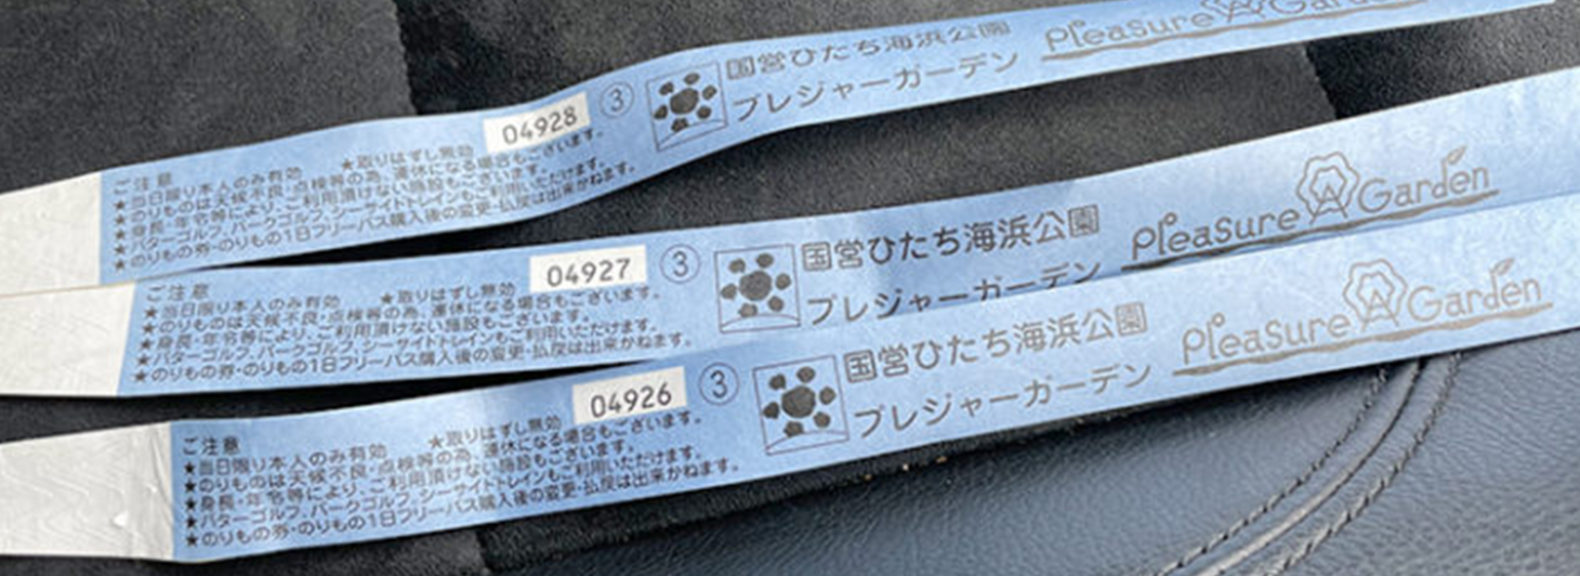 04928
③
国営ひたち海浜公園
プレジャーガーデン
Pleasure Garden
ご注意
★当日限り本人のみ有効 ★取りはずし無効
★のりものは天候不良・点検等の為、運休になる場合もございます。
★身長・年令等により、ご利用頂けない施設もございます。
★パターゴルフ、パークゴルフ、シーサイトトレインもご利用いただけます。
★のりもの券・のりもの1日フリーパス購入後の変更・払戻は出来かねます。
04927
③
国営ひたち海浜公園
プレジャーガーデン
Pleasure Garden
ご注意
★当日限り本人のみ有効 ★取りはずし無効
★のりものは天候不良・点検等の為、運休になる場合もございます。
★身長・年令等により、ご利用頂けない施設もございます。
★パターゴルフ、パークゴルフ、シーサイトトレインもご利用いただけます。
★のりもの券・のりもの1日フリーパス購入後の変更・払戻は出来かねます。
04926
③
国営ひたち海浜公園
プレジャーガーデン
Pleasure Garden
ご注意
★当日限り本人のみ有効 ★取りはずし無効
★のりものは天候不良・点検等の為、運休になる場合もございます。
★身長・年令等により、ご利用頂けない施設もございます。
★パターゴルフ、パークゴルフ、シーサイトトレインもご利用いただけます。
★のりもの券・のりもの1日フリーパス購入後の変更・払戻は出来かねます。